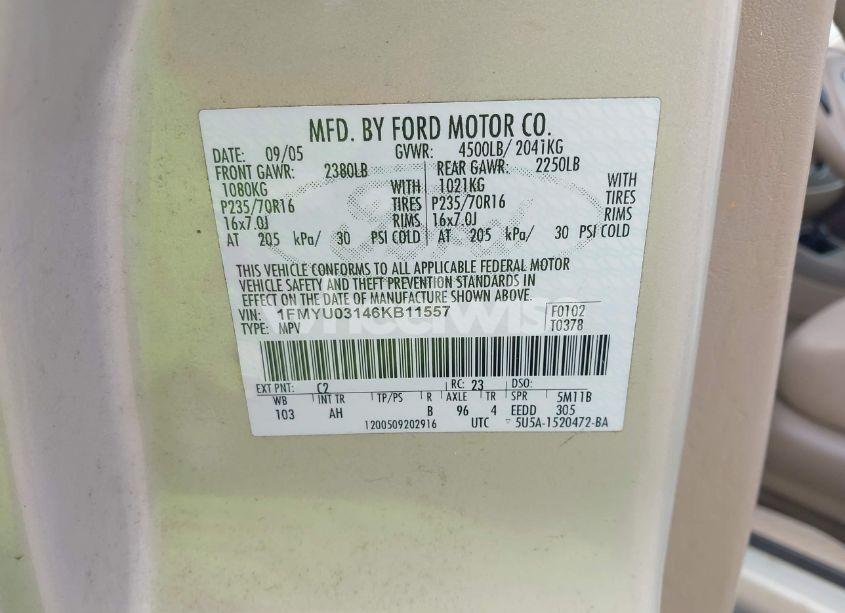 MFD. BY FORD MOTOR CO.
DATE: 09/05 GVWR: 4500LB/ 2041KG
FRONT GAWR: 2380LB REAR GAWR: 2250LB
1080KG WITH 1021KG WITH
P235/70R16 TIRES P235/70R16 TIRES
16x7.0J RIMS 16x7.0J RIMS
AT 205 kPa/ 30 PSI COLD AT 205 kPa/ 30 PSI COLD
THIS VEHICLE CONFORMS TO ALL APPLICABLE FEDERAL MOTOR
VEHICLE SAFETY AND THEFT PREVENTION STANDARDS IN
EFFECT ON THE DATE OF MANUFACTURE SHOWN ABOVE.
VIN: 1FMYU03146KB11557 F0102
TYPE: MPV T0378
EXT PNT: C2 RC: 23 DSO:
WB INT TR TP/PS R AXLE TR SPR 5M11B
103 AH B 96 4 EEDD 305
1200509202916 UTC 5U5A-1520472-BA